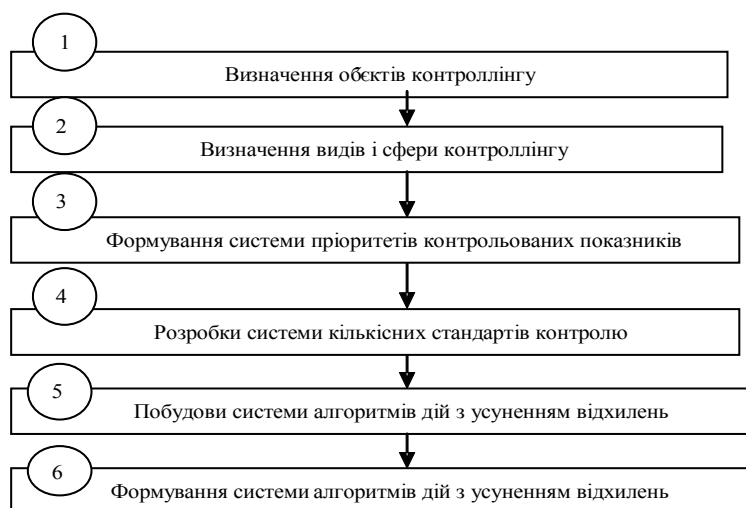 1
Визначення обєктів контроллінгу
2
Визначення видів і сфери контроллінгу
3
Формування системи пріоритетів контрольованих показників
4
Розробки системи кількісних стандартів контролю
5
Побудови системи алгоритмів дій з усуненням відхилень
6
Формування системи алгоритмів дій з усуненням відхилень